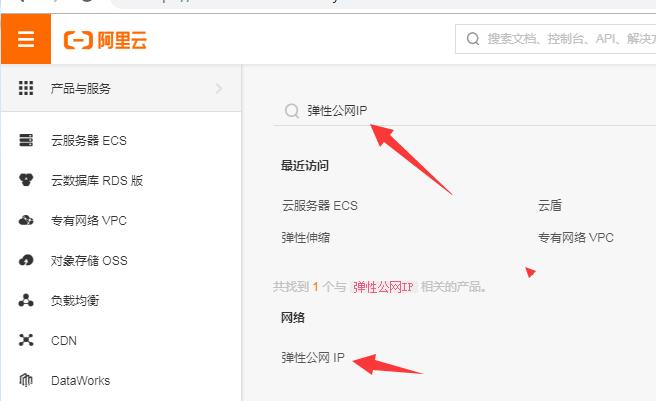 阿里云
搜索文档、控制台、API、解决
产品与服务
弹性公网IP
云服务器 ECS
最近访问
云数据库 RDS 版
云服务器 ECS
云盾
专有网络 VPC
弹性伸缩
专有网络 VPC
对象存储 OSS
共找到 1 个与 弹性公网IP 相关的产品。
负载均衡
网络
CDN
弹性公网 IP
DataWorks